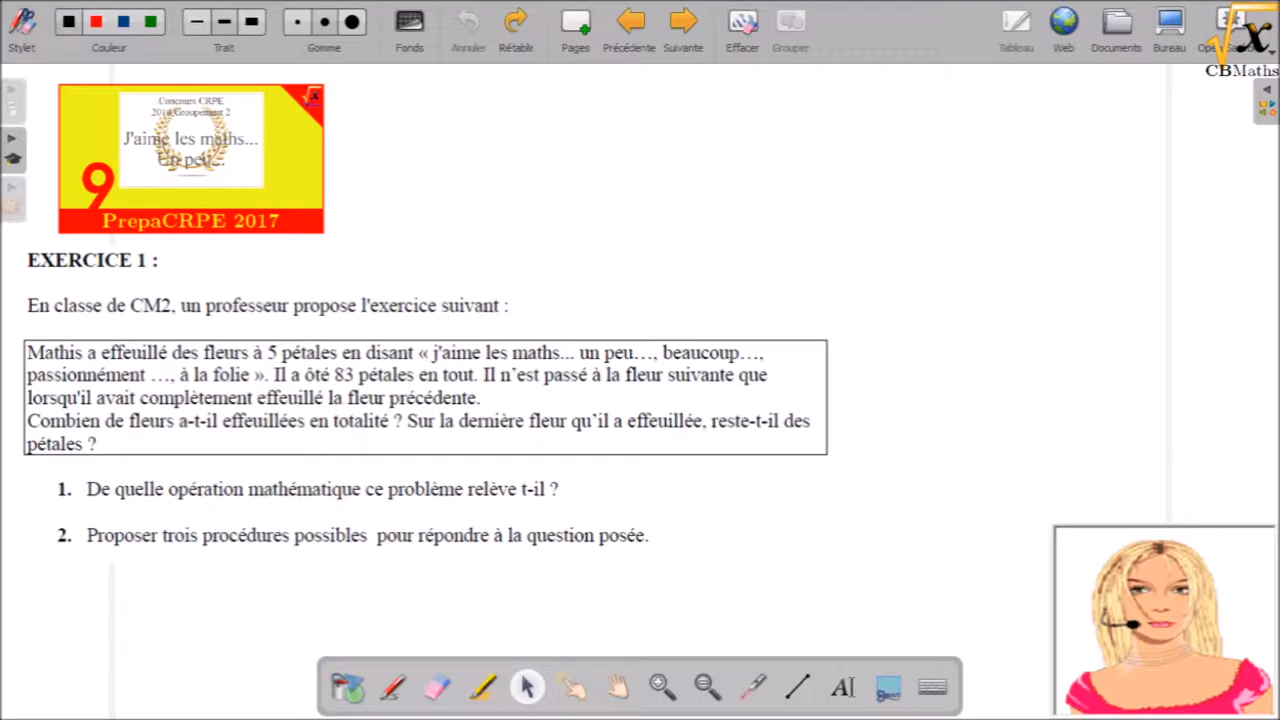 Stylet
Couleur
Trait
Gomme
Fonds
Annuler
Rétablir
Pages
Précédente
Suivante
Effacer
Grouper
Tableau
Web
Documents
Bureau
CBMaths
Concours CRPE
2014 Groupement 2
J'aime les maths...
Un peu...
9
PrepaCRPE 2017
EXERCICE 1 :
En classe de CM2, un professeur propose l'exercice suivant :
Mathis a effeuillé des fleurs à 5 pétales en disant « j'aime les maths... un peu…, beaucoup…,
passionnément …, à la folie ». Il a ôté 83 pétales en tout. Il n’est passé à la fleur suivante que
lorsqu'il avait complètement effeuillé la fleur précédente.
Combien de fleurs a-t-il effeuillées en totalité ? Sur la dernière fleur qu’il a effeuillée, reste-t-il des
pétales ?
1. De quelle opération mathématique ce problème relève t-il ?
2. Proposer trois procédures possibles pour répondre à la question posée.